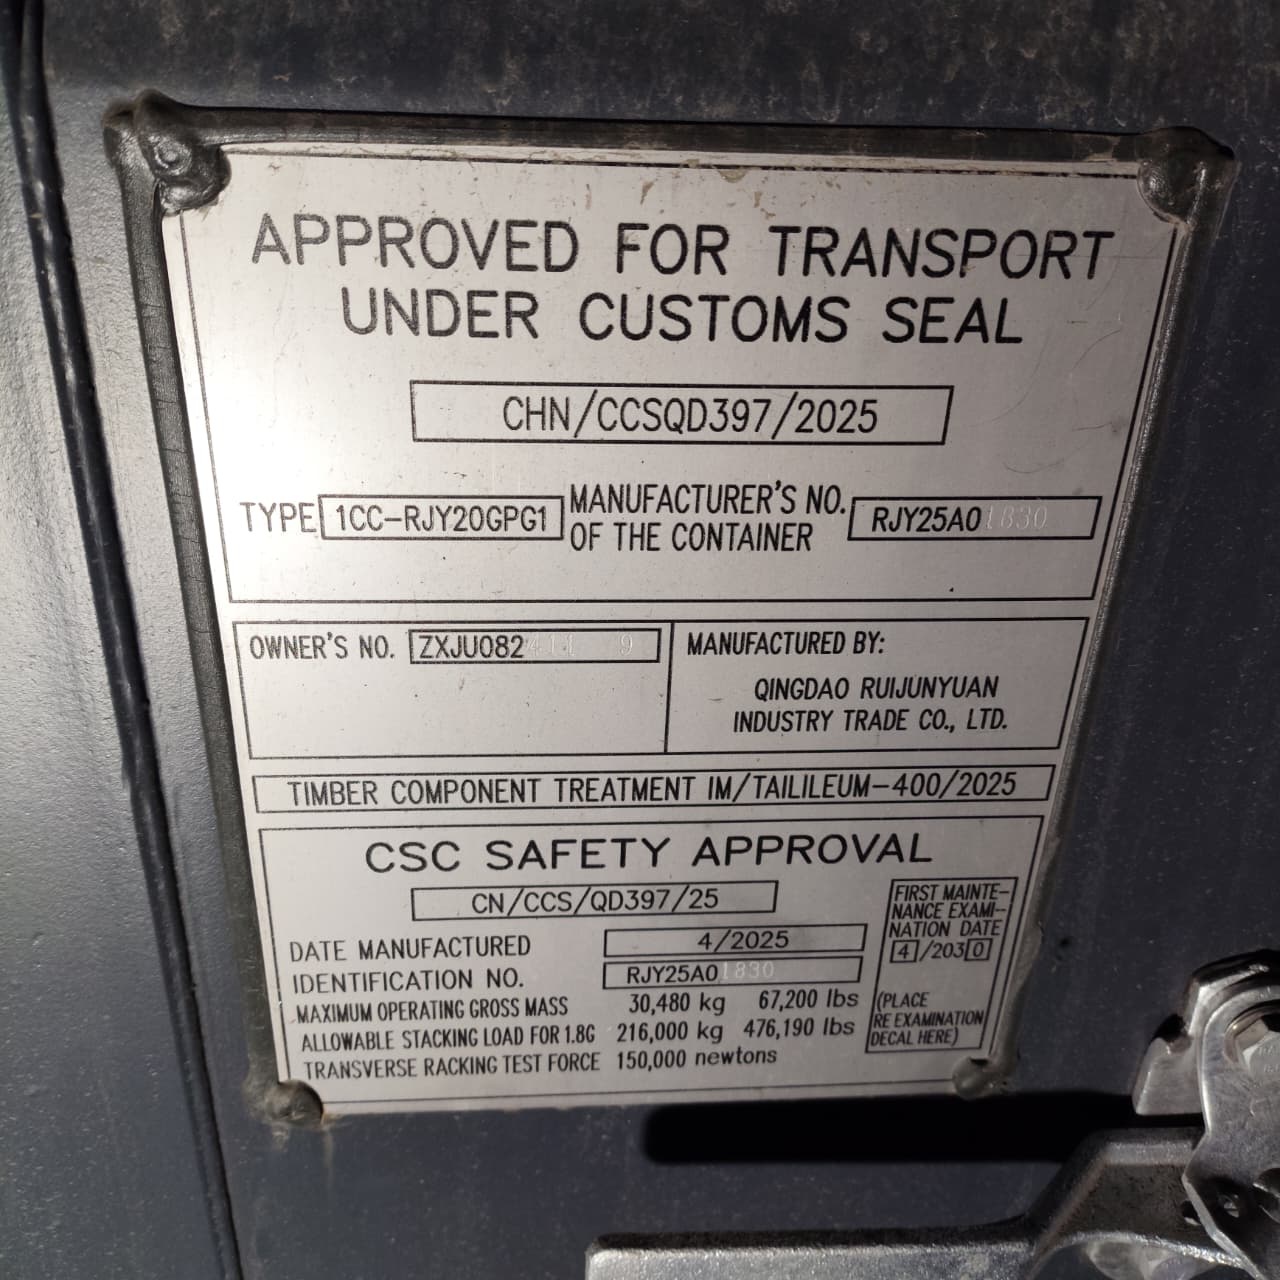 APPROVED FOR TRANSPORT
UNDER CUSTOMS SEAL
CHN/CCSQD397/2025
TYPE 1CC-RJY20GPG1 MANUFACTURER'S NO. OF THE CONTAINER RJY25A01830
OWNER'S NO. ZXJU082411 9
MANUFACTURED BY:
QINGDAO RUIJUNYUAN
INDUSTRY TRADE CO., LTD.
TIMBER COMPONENT TREATMENT IM/TAILILEUM-400/2025
CSC SAFETY APPROVAL
CN/CCS/QD397/25
DATE MANUFACTURED 4/2025
IDENTIFICATION NO. RJY25A01830
MAXIMUM OPERATING GROSS MASS 30,480 kg 67,200 lbs
ALLOWABLE STACKING LOAD FOR 1.8G 216,000 kg 476,190 lbs
TRANSVERSE RACKING TEST FORCE 150,000 newtons
FIRST MAINTE-
NANCE EXAMI-
NATION DATE
4/2030
(PLACE
RE EXAMINATION
DECAL HERE)